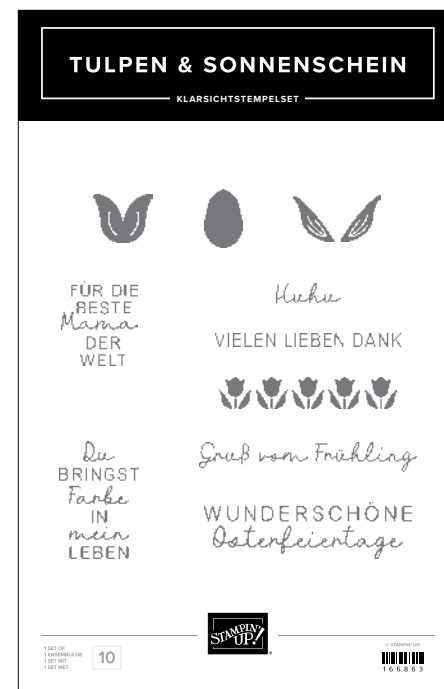 TULPEN & SONNENSCHEIN
KLARSICHTSTEMPELSET
FÜR DIE
BESTE
Mama
DER
WELT
Huhu
VIELEN LIEBEN DANK
Du
BRINGST
Farbe
IN
mein
LEBEN
Gruß vom Frühling
WUNDERSCHÖNE
Osterfeiertage
STAMPIN' UP!®
1 SET OF
1 ENSEMBLE DE
1 SET MIT
1 SET MET
10
© STAMPIN' UP!
166863